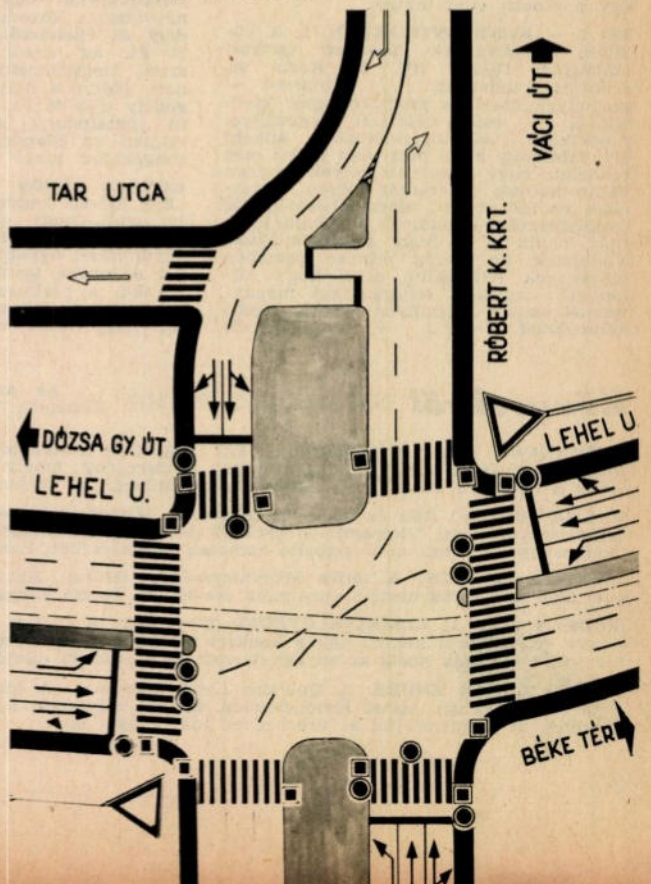 VÁCI ÚT
TAR UTCA
RÓBERT K. KRT.
DÓZSA GY. ÚT
LEHEL U.
LEHEL U
BÉKE TÉR